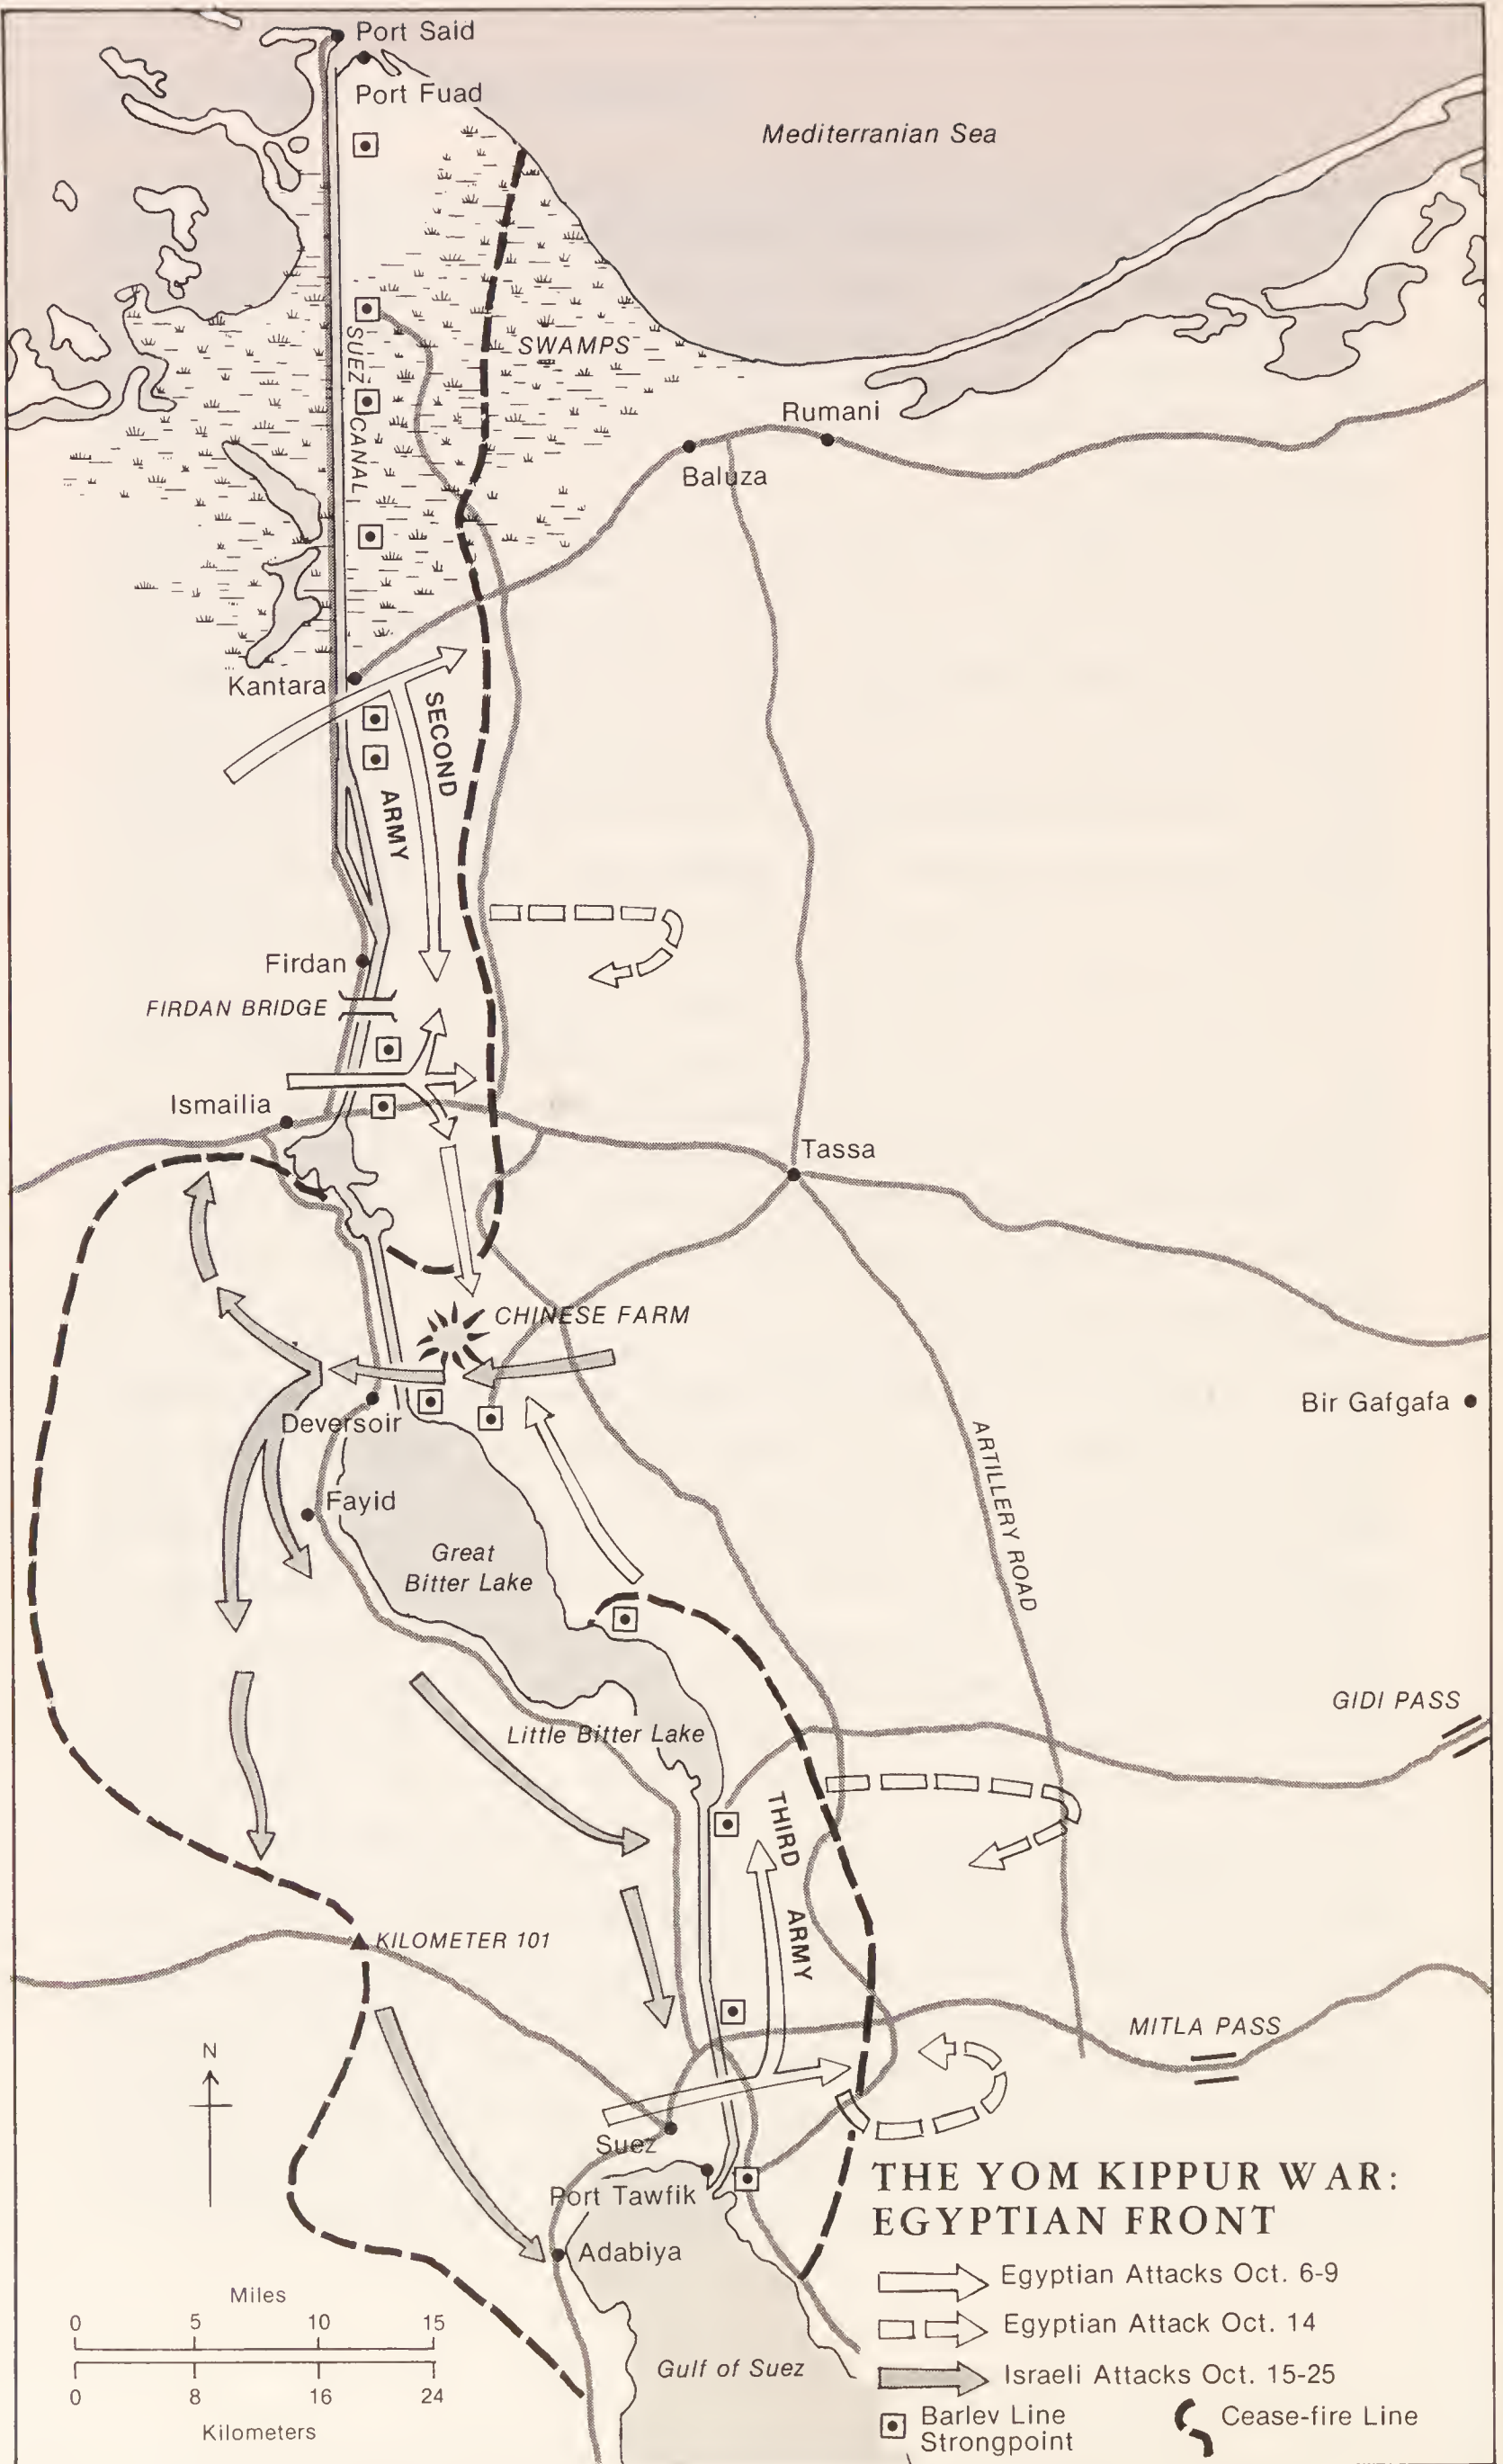 Port Said
Port Fuad
Mediterranian Sea
SUEZ CANAL
SWAMPS
Rumani
Baluza
Kantara
SECOND
ARMY
Firdan
FIRDAN BRIDGE
Ismailia
Tassa
CHINESE FARM
Bir Gafgafa
Deversoir
ARTILLERY ROAD
Fayid
Great
Bitter Lake
GIDI PASS
Little Bitter Lake
THIRD
ARMY
KILOMETER 101
MITLA PASS
N
Suez
Port Tawfik
Adabiya
Gulf of Suez
Miles
0 5 10 15
0 8 16 24
Kilometers
THE YOM KIPPUR WAR:
EGYPTIAN FRONT
Egyptian Attacks Oct. 6-9
Egyptian Attack Oct. 14
Israeli Attacks Oct. 15-25
Barlev Line
Strongpoint
Cease-fire Line